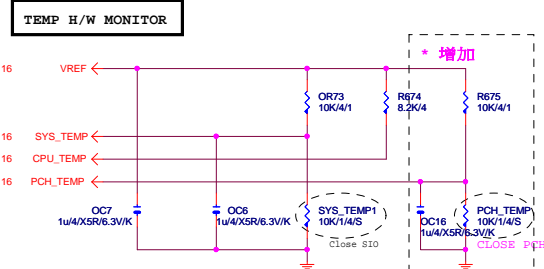 TEMP H/W MONITOR
* 增加
16 VREF
OR73
10K/4/1
R674
8.2K/4
R675
10K/4/1
16 SYS_TEMP
16 CPU_TEMP
16 PCH_TEMP
OC7
1u/4/X5R/6.3V/K
OC6
1u/4/X5R/6.3V/K
SYS_TEMP1
10K/1/4/S
Close SIO
OC16
1u/4/X5R/6.3V/K
PCH_TEMP
10K/1/4/S
CLOSE PCH